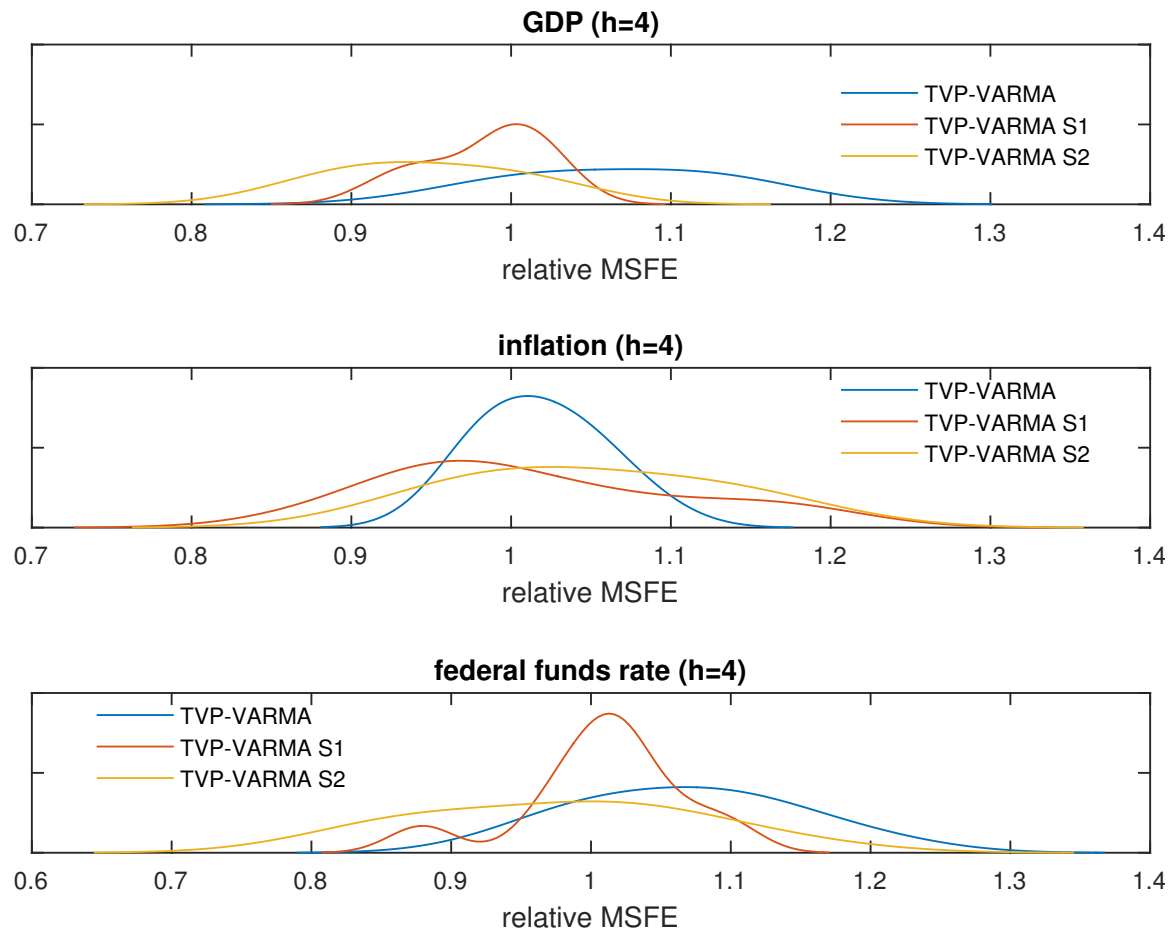 GDP (h=4)
TVP-VARMA
TVP-VARMA S1
TVP-VARMA S2
0.7 0.8 0.9 1 1.1 1.2 1.3 1.4
relative MSFE
inflation (h=4)
TVP-VARMA
TVP-VARMA S1
TVP-VARMA S2
0.7 0.8 0.9 1 1.1 1.2 1.3 1.4
relative MSFE
federal funds rate (h=4)
TVP-VARMA
TVP-VARMA S1
TVP-VARMA S2
0.6 0.7 0.8 0.9 1 1.1 1.2 1.3 1.4
relative MSFE